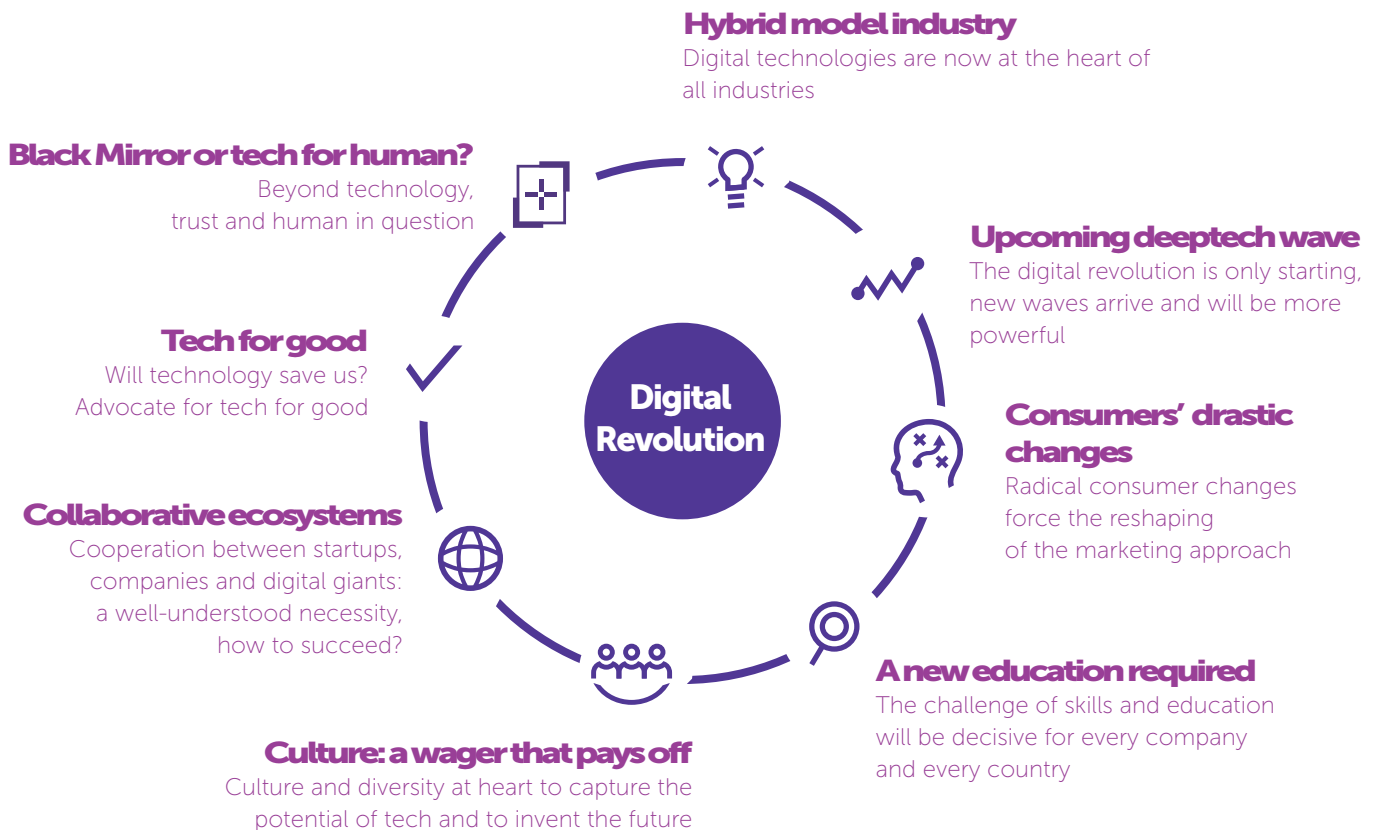 Hybrid model industry
Digital technologies are now at the heart of
all industries
Black Mirror or tech for human?
Beyond technology,
trust and human in question
Upcoming deeptech wave
The digital revolution is only starting,
new waves arrive and will be more
powerful
Tech for good
Will technology save us?
Advocate for tech for good
Digital
Revolution
Consumers’ drastic
changes
Radical consumer changes
force the reshaping
of the marketing approach
Collaborative ecosystems
Cooperation between startups,
companies and digital giants:
a well-understood necessity,
how to succeed?
A new education required
The challenge of skills and education
will be decisive for every company
and every country
Culture: a wager that pays off
Culture and diversity at heart to capture the
potential of tech and to invent the future